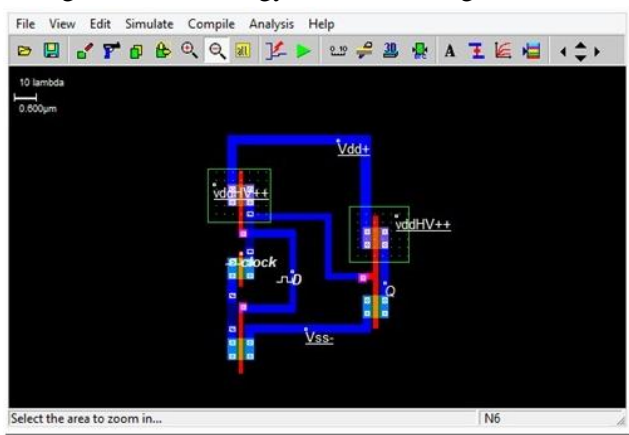 File View Edit Simulate Compile Analysis Help
10 lambda
0.600µm
Vdd+
vddHV++
vddHV++
clock
D
Q
Vss-
Select the area to zoom in... N6